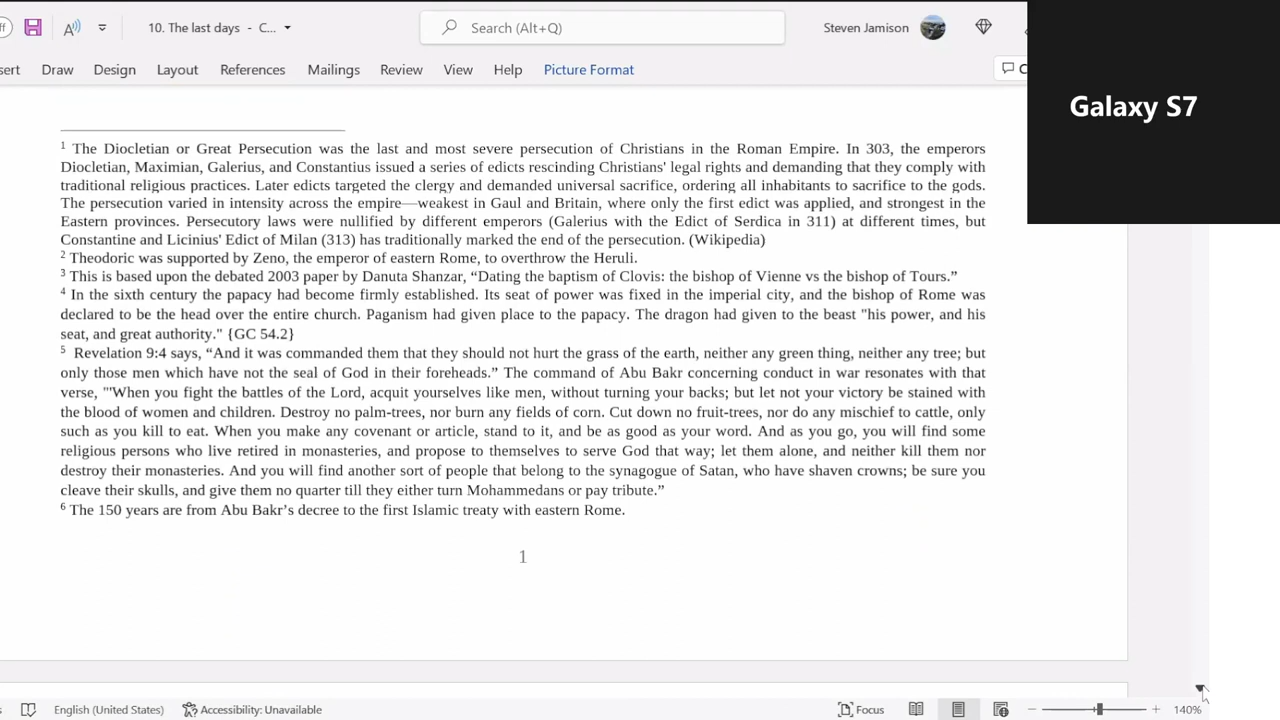 10. The last days - C...
Search (Alt+Q)
Steven Jamison
Draw Design Layout References Mailings Review View Help Picture Format
Galaxy S7
1 The Diocletian or Great Persecution was the last and most severe persecution of Christians in the Roman Empire. In 303, the emperors
Diocletian, Maximian, Galerius, and Constantius issued a series of edicts rescinding Christians' legal rights and demanding that they comply with
traditional religious practices. Later edicts targeted the clergy and demanded universal sacrifice, ordering all inhabitants to sacrifice to the gods.
The persecution varied in intensity across the empire—weakest in Gaul and Britain, where only the first edict was applied, and strongest in the
Eastern provinces. Persecutory laws were nullified by different emperors (Galerius with the Edict of Serdica in 311) at different times, but
Constantine and Licinius' Edict of Milan (313) has traditionally marked the end of the persecution. (Wikipedia)
2 Theodoric was supported by Zeno, the emperor of eastern Rome, to overthrow the Heruli.
3 This is based upon the debated 2003 paper by Danuta Shanzar, “Dating the baptism of Clovis: the bishop of Vienne vs the bishop of Tours.”
4 In the sixth century the papacy had become firmly established. Its seat of power was fixed in the imperial city, and the bishop of Rome was
declared to be the head over the entire church. Paganism had given place to the papacy. The dragon had given to the beast "his power, and his
seat, and great authority." {GC 54.2}
5 Revelation 9:4 says, “And it was commanded them that they should not hurt the grass of the earth, neither any green thing, neither any tree; but
only those men which have not the seal of God in their foreheads.” The command of Abu Bakr concerning conduct in war resonates with that
verse, "'When you fight the battles of the Lord, acquit yourselves like men, without turning your backs; but let not your victory be stained with
the blood of women and children. Destroy no palm-trees, nor burn any fields of corn. Cut down no fruit-trees, nor do any mischief to cattle, only
such as you kill to eat. When you make any covenant or article, stand to it, and be as good as your word. And as you go, you will find some
religious persons who live retired in monasteries, and propose to themselves to serve God that way; let them alone, and neither kill them nor
destroy their monasteries. And you will find another sort of people that belong to the synagogue of Satan, who have shaven crowns; be sure you
cleave their skulls, and give them no quarter till they either turn Mohammedans or pay tribute.”
6 The 150 years are from Abu Bakr’s decree to the first Islamic treaty with eastern Rome.
1
English (United States) Accessibility: Unavailable Focus 140%